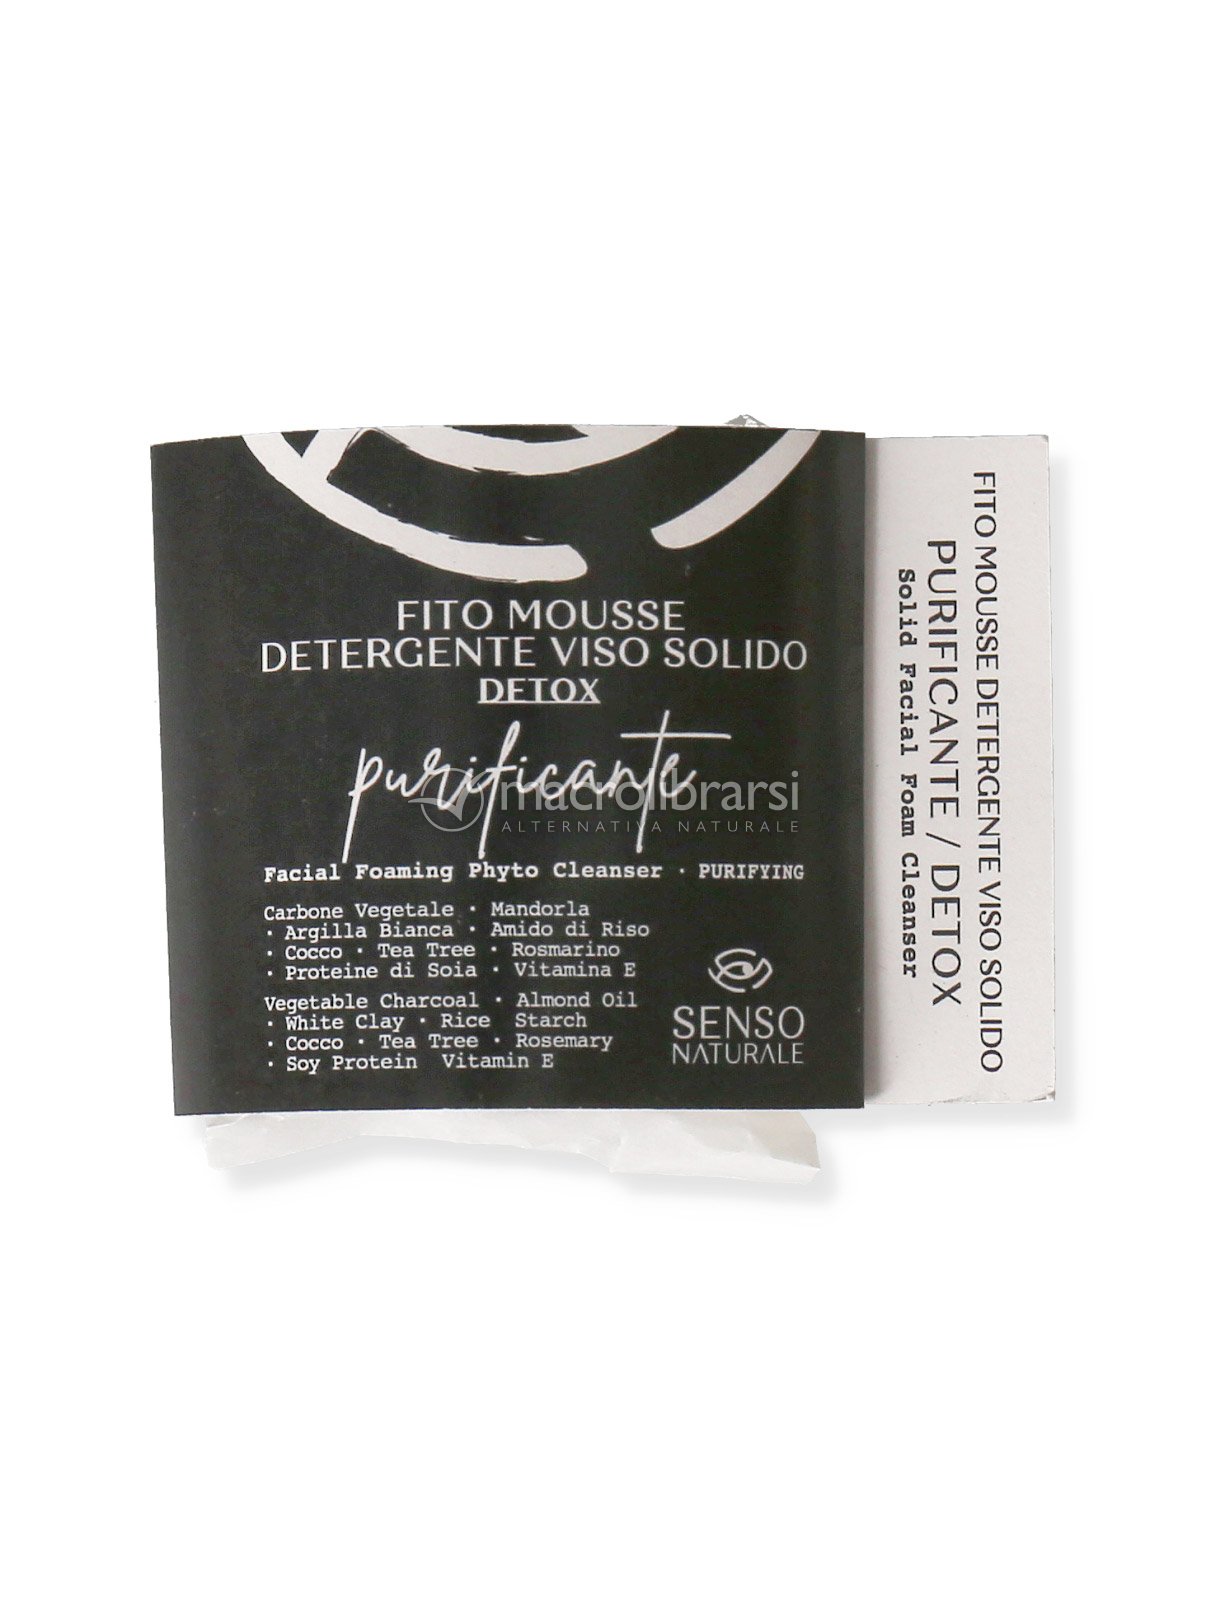 FITO MOUSSE
DETERGENTE VISO SOLIDO
DETOX
purificante
macrolibrarsi
ALTERNATIVA NATURALE
Facial Foaming Phyto Cleanser · PURIFYING
Carbone Vegetale · Mandorla
· Argilla Bianca · Amido di Riso
· Cocco · Tea Tree · Rosmarino
· Proteine di Soia · Vitamina E
Vegetable Charcoal · Almond Oil
· White Clay · Rice Starch
· Cocco · Tea Tree · Rosemary
· Soy Protein Vitamin E
SENSO
NATURALE
FITO MOUSSE DETERGENTE VISO SOLIDO
PURIFICANTE / DETOX
Solid Facial Foam Cleanser